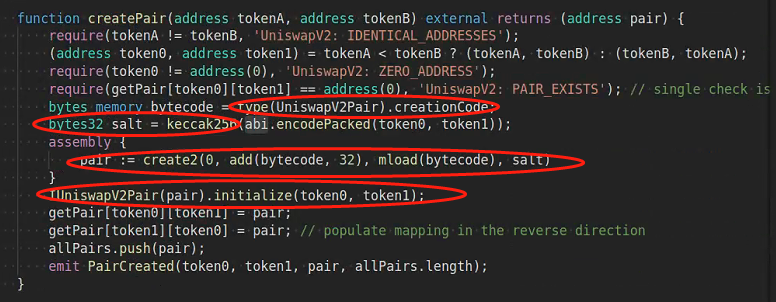 function createPair(address tokenA, address tokenB) external returns (address pair) {
require(tokenA != tokenB, 'UniswapV2: IDENTICAL_ADDRESSES');
(address token0, address token1) = tokenA < tokenB ? (tokenA, tokenB) : (tokenB, tokenA);
require(token0 != address(0), 'UniswapV2: ZERO_ADDRESS');
require(getPair[token0][token1] == address(0), 'UniswapV2: PAIR_EXISTS'); // single check is
bytes memory bytecode = type(UniswapV2Pair).creationCode;
bytes32 salt = keccak256(abi.encodePacked(token0, token1));
assembly {
pair := create2(0, add(bytecode, 32), mload(bytecode), salt)
}
IUniswapV2Pair(pair).initialize(token0, token1);
getPair[token0][token1] = pair;
getPair[token1][token0] = pair; // populate mapping in the reverse direction
allPairs.push(pair);
emit PairCreated(token0, token1, pair, allPairs.length);
}